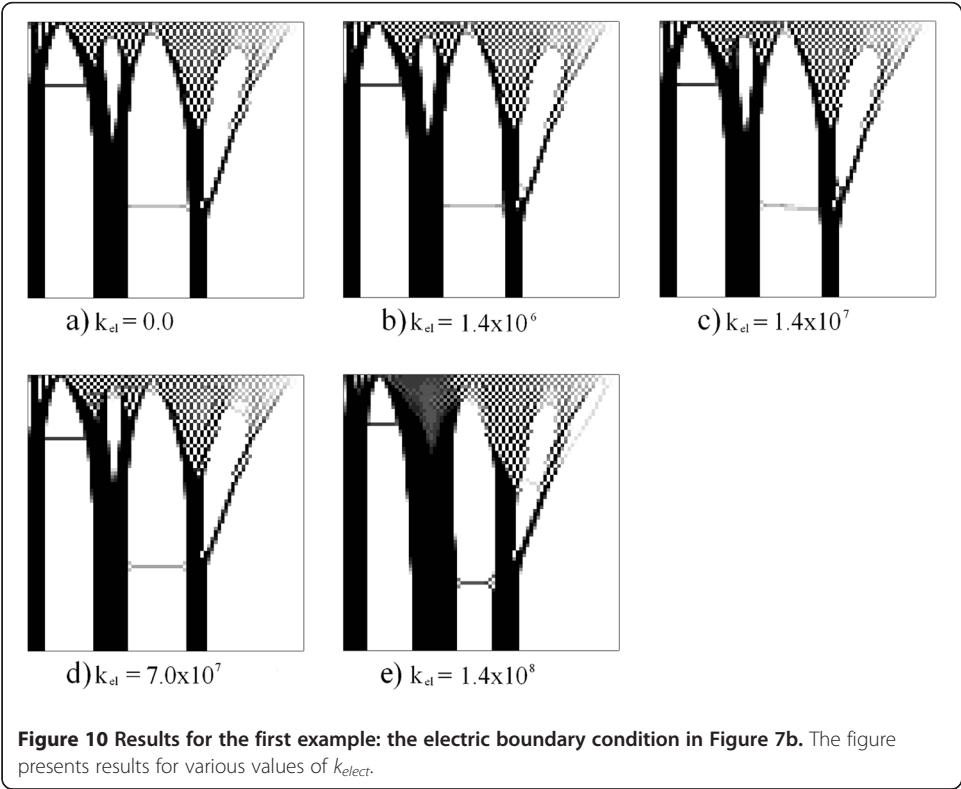 a) kel = 0.0
b) kel = 1.4x10⁶
c) kel = 1.4x10⁷
d) kel = 7.0x10⁷
e) kel = 1.4x10⁸
Figure 10 Results for the first example: the electric boundary condition in Figure 7b. The figure
presents results for various values of kelect.